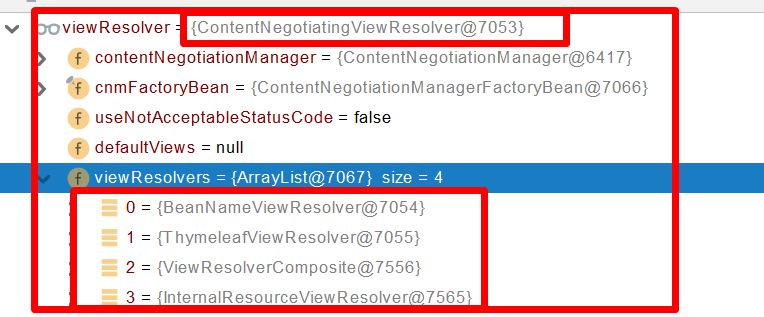 viewResolver = {ContentNegotiatingViewResolver@7053}
f contentNegotiationManager = {ContentNegotiationManager@6417}
f cnmFactoryBean = {ContentNegotiationManagerFactoryBean@7066}
f useNotAcceptableStatusCode = false
f defaultViews = null
f viewResolvers = {ArrayList@7067} size = 4
0 = {BeanNameViewResolver@7054}
1 = {ThymeleafViewResolver@7055}
2 = {ViewResolverComposite@7556}
3 = {InternalResourceViewResolver@7565}